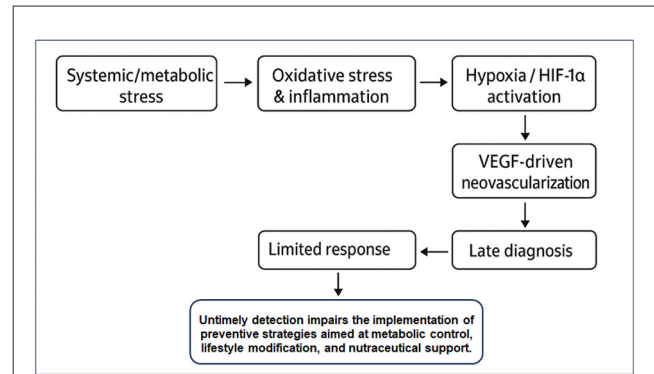 Systemic/metabolic
stress
Oxidative stress
& inflammation
Hypoxia / HIF-1α
activation
VEGF-driven
neovascularization
Late diagnosis
Limited response
Untimely detection impairs the implementation of
preventive strategies aimed at metabolic control,
lifestyle modification, and nutraceutical support.